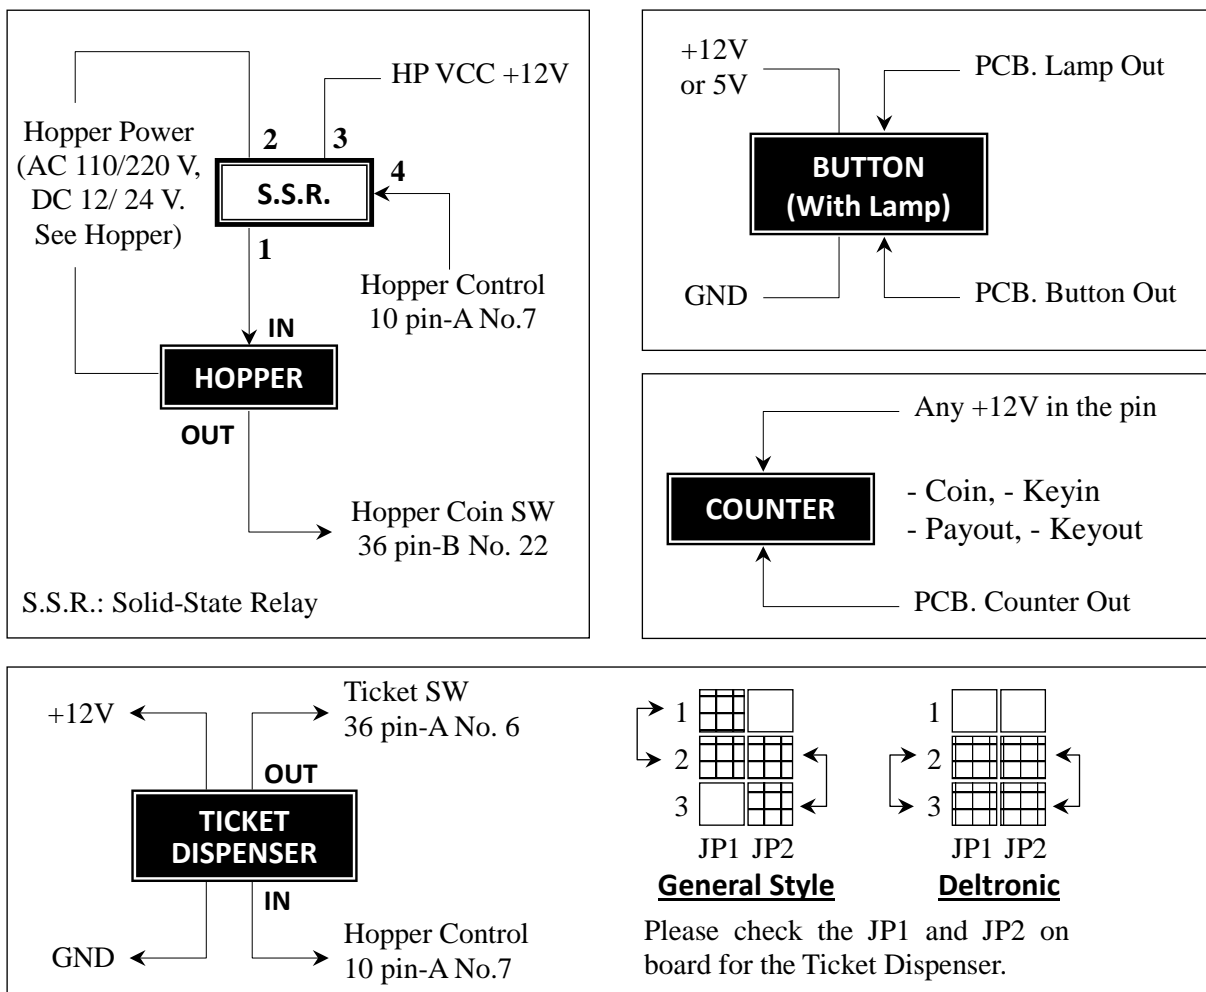 HP VCC +12V
Hopper Power
(AC 110/220 V,
DC 12/ 24 V.
See Hopper)
2
3
4
S.S.R.
1
Hopper Control
10 pin-A No.7
IN
HOPPER
OUT
Hopper Coin SW
36 pin-B No. 22
S.S.R.: Solid-State Relay
+12V
or 5V
PCB. Lamp Out
BUTTON
(With Lamp)
GND
PCB. Button Out
Any +12V in the pin
COUNTER
- Coin, - Keyin
- Payout, - Keyout
PCB. Counter Out
+12V
Ticket SW
36 pin-A No. 6
OUT
TICKET
DISPENSER
IN
GND
Hopper Control
10 pin-A No.7
1
2
3
JP1 JP2
General Style
1
2
3
JP1 JP2
Deltronic
Please check the JP1 and JP2 on
board for the Ticket Dispenser.